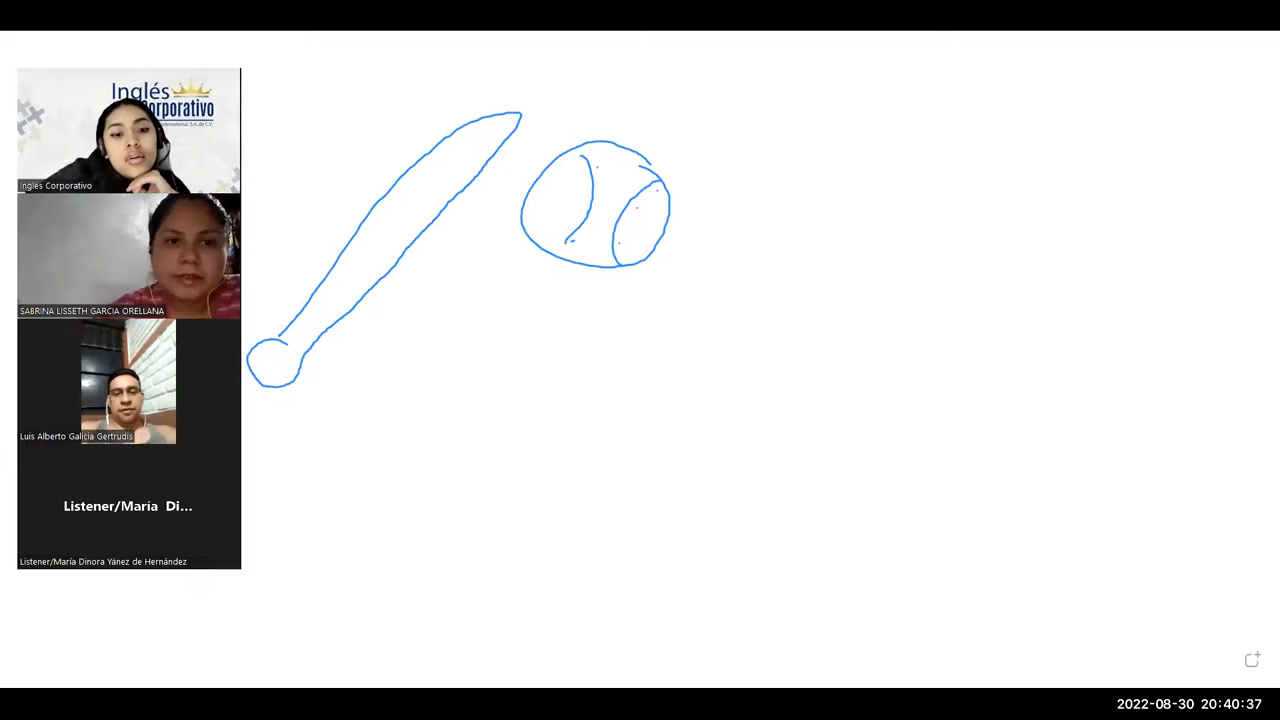 Inglés
Corporativo
Inglés Corporativo
SABRINA LISSETH GARCIA ORELLANA
Luis Alberto Galicia Gertrudis
Listener/María Di...
Listener/María Dinora Yánez de Hernández
2022-08-30 20:40:37